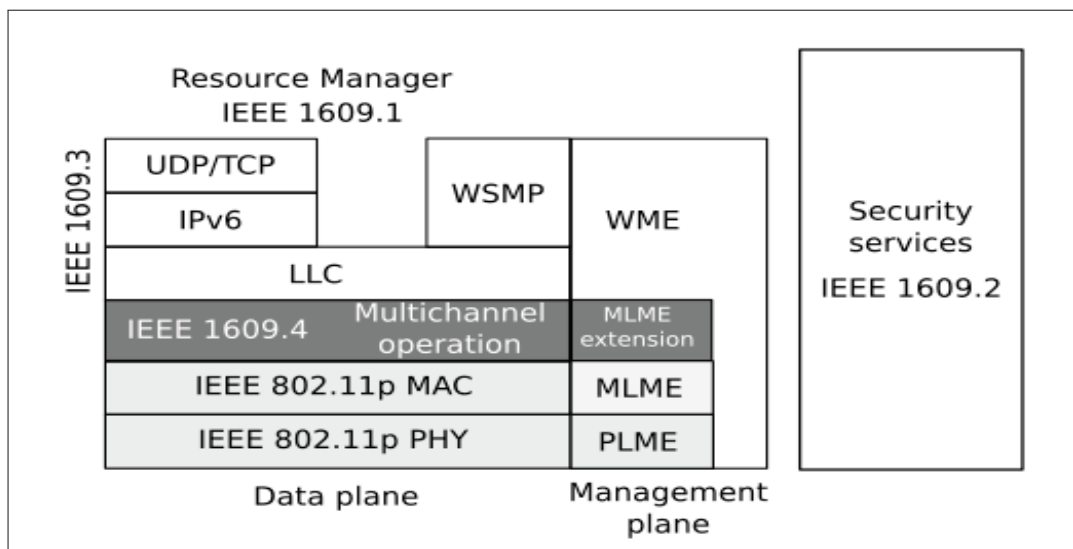 Resource Manager
IEEE 1609.1
IEEE 1609.3
UDP/TCP
IPv6
WSMP
WME
LLC
IEEE 1609.4
Multichannel
operation
MLME
extension
IEEE 802.11p MAC
MLME
IEEE 802.11p PHY
PLME
Data plane
Management
plane
Security
services
IEEE 1609.2